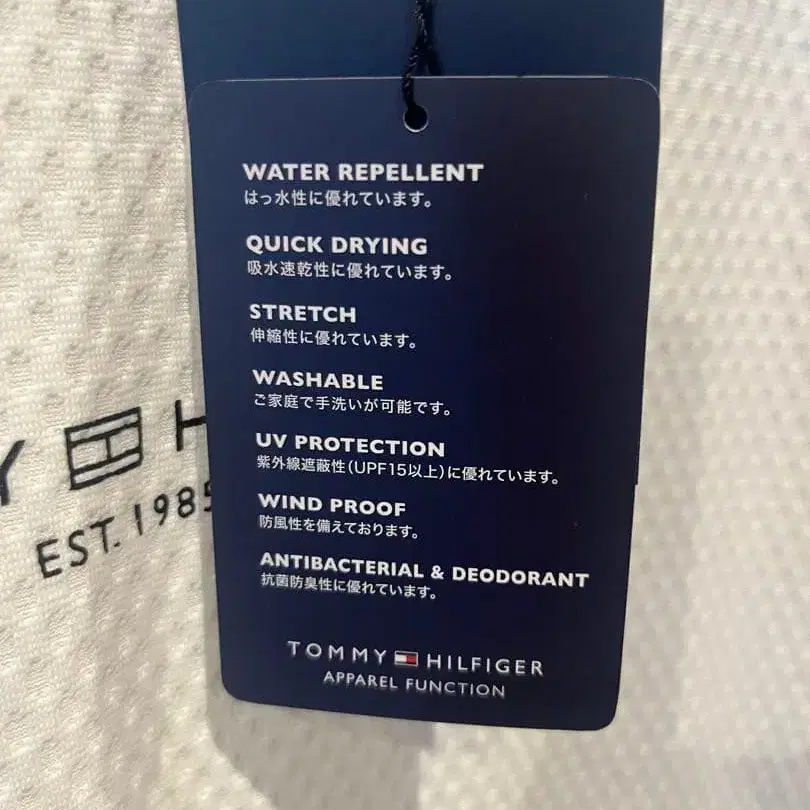 WATER REPELLENT
はっ水性に優れています。
QUICK DRYING
吸水速乾性に優れています。
STRETCH
伸縮性に優れています。
WASHABLE
ご家庭で手洗いが可能です。
UV PROTECTION
紫外線遮蔽性(UPF15以上)に優れています。
WIND PROOF
防風性を備えております。
ANTIBACTERIAL & DEODORANT
抗菌防臭性に優れています。
TOMMY HILFIGER
APPAREL FUNCTION
Y H
EST. 1985